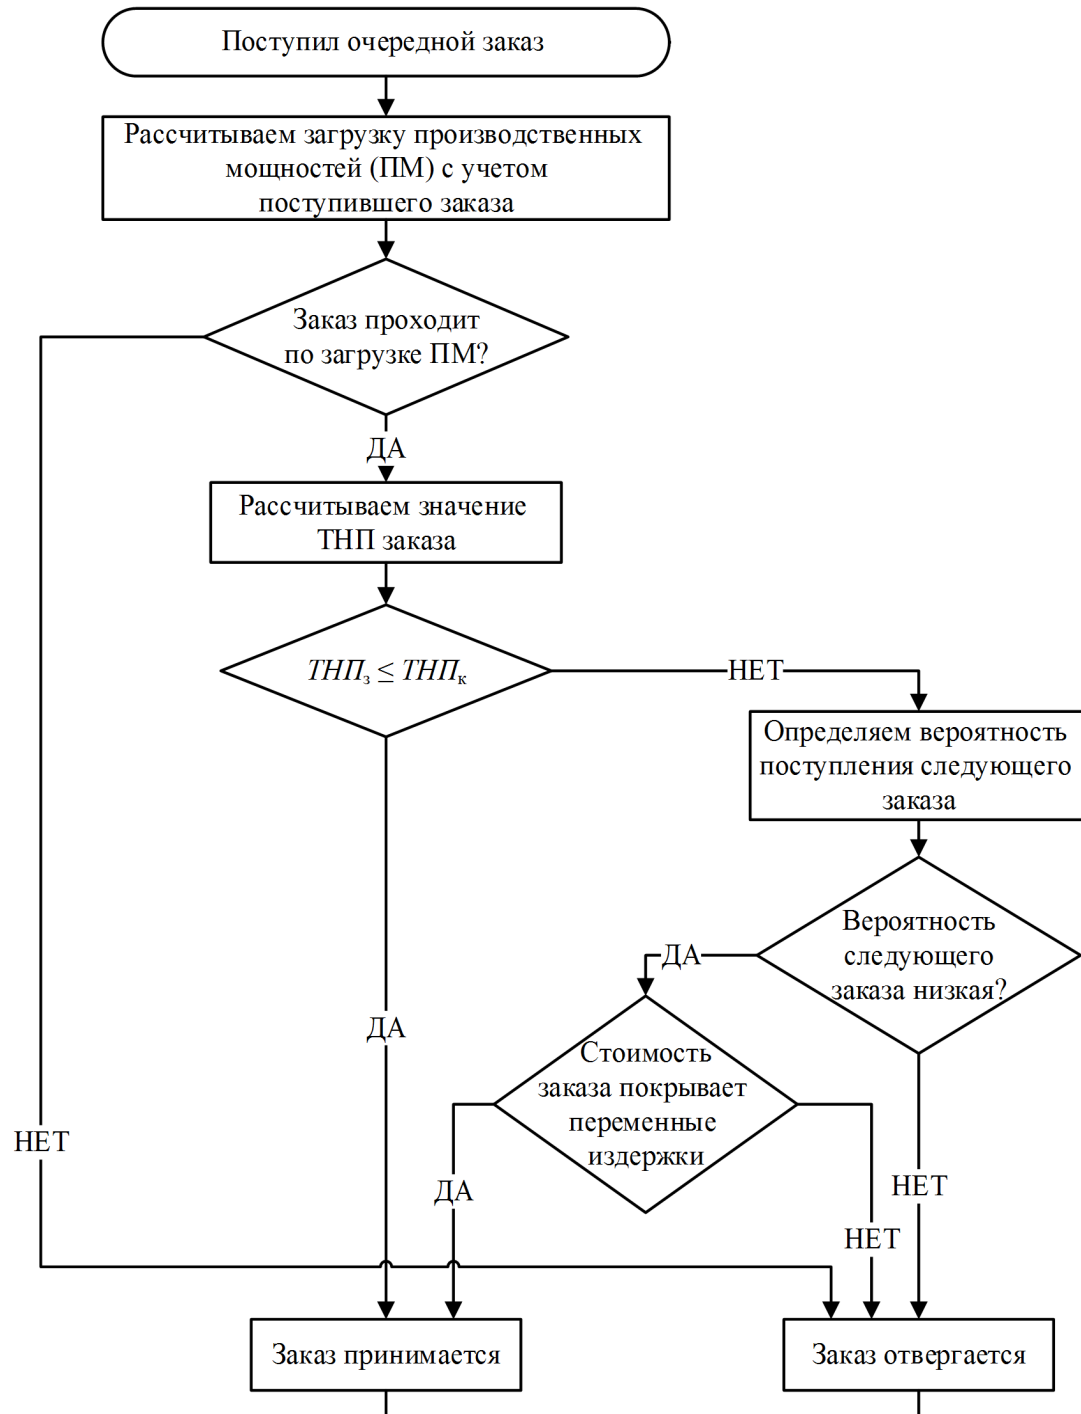 Поступил очередной заказ
Рассчитываем загрузку производственных
мощностей (ПМ) с учетом
поступившего заказа
Заказ проходит
по загрузке ПМ?
ДА
Рассчитываем значение
ТНП заказа
ТНПз ≤ ТНПк
НЕТ
Определяем вероятность
поступления следующего
заказа
Вероятность
следующего
заказа низкая?
ДА
Стоимость
заказа покрывает
переменные
издержки
ДА
НЕТ
ДА
НЕТ
НЕТ
Заказ принимается
Заказ отвергается